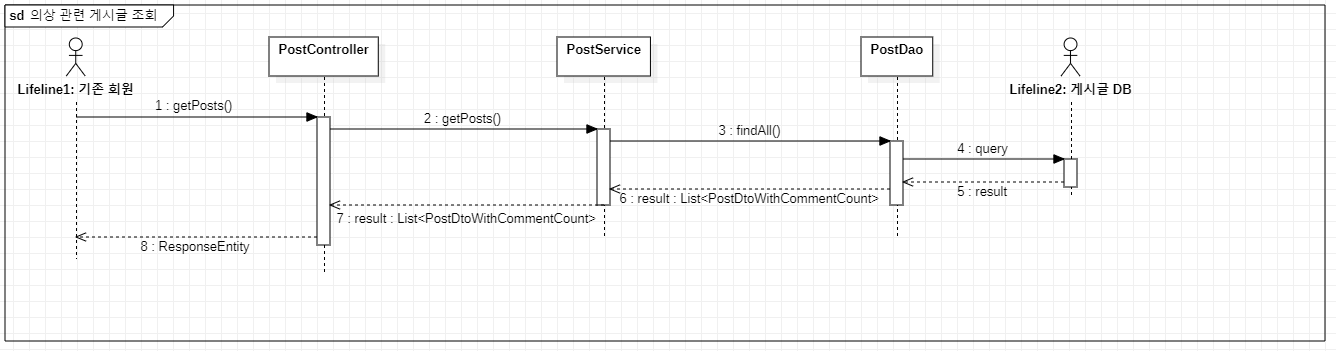 sd 의상 관련 게시글 조회
Lifeline1: 기존 회원
PostController
PostService
PostDao
Lifeline2: 게시글 DB
1 : getPosts()
2 : getPosts()
3 : findAll()
4 : query
5 : result
6 : result : List<PostDtoWithCommentCount>
7 : result : List<PostDtoWithCommentCount>
8 : ResponseEntity